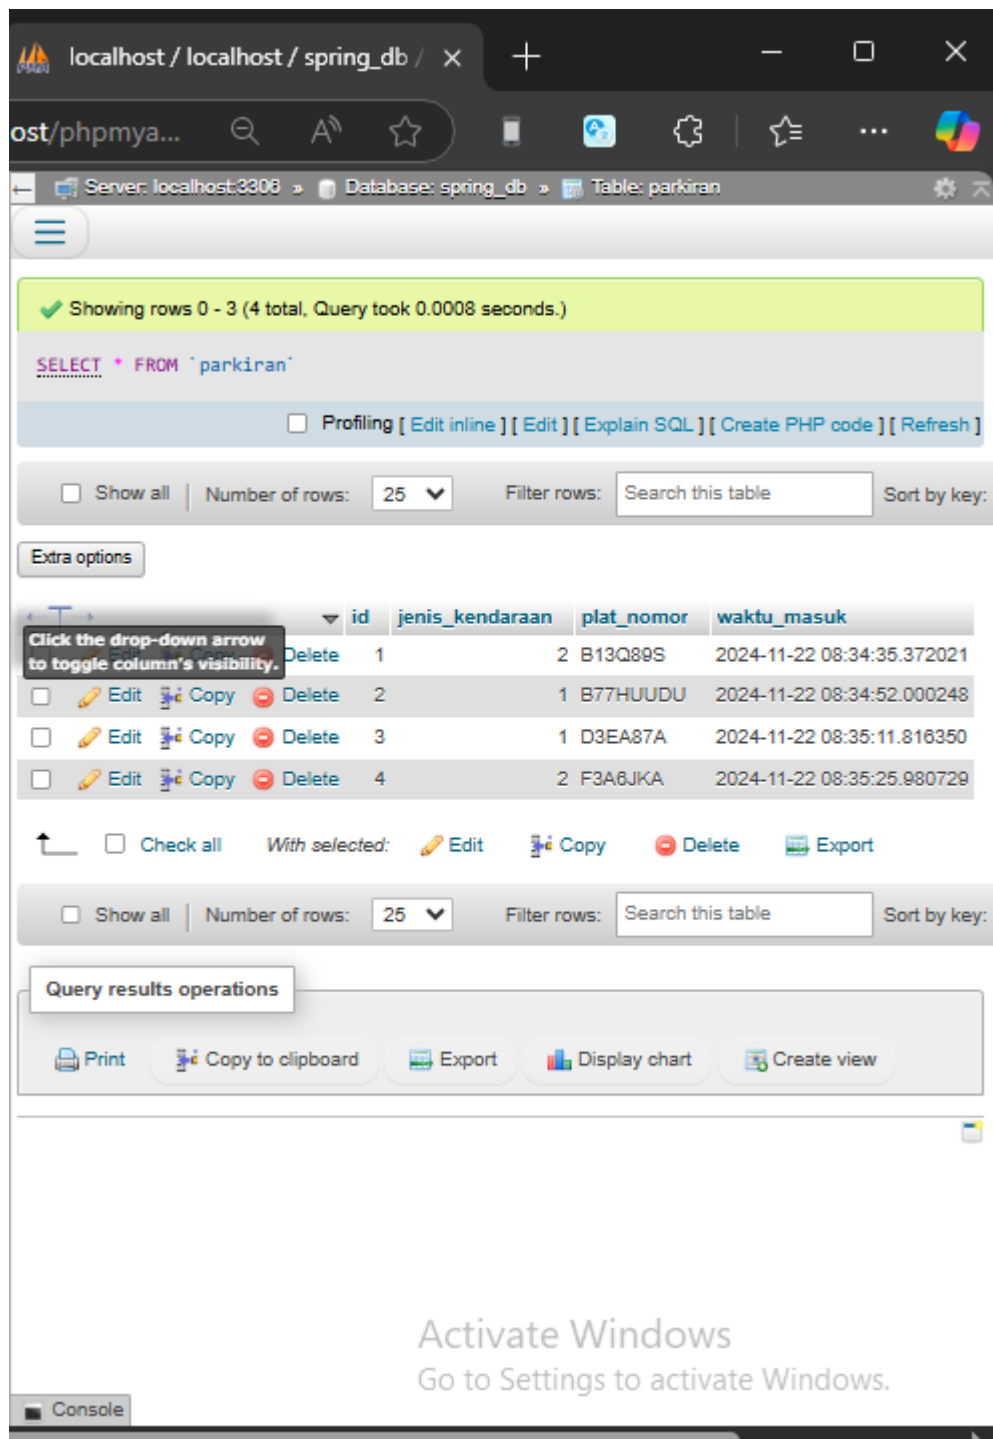 localhost / localhost / spring_db /
ost/phpmya...
Server: localhost:3306 » Database: spring_db » Table: parkiran
Showing rows 0 - 3 (4 total, Query took 0.0008 seconds.)
SELECT * FROM `parkiran`
Profiling [ Edit inline ] [ Edit ] [ Explain SQL ] [ Create PHP code ] [ Refresh ]
Show all Number of rows: 25 Filter rows: Search this table Sort by key:
Extra options
id jenis_kendaraan plat_nomor waktu_masuk
Click the drop-down arrow
to toggle column's visibility.
Edit Copy Delete 1 2 B13Q89S 2024-11-22 08:34:35.372021
Edit Copy Delete 2 1 B77HUUDU 2024-11-22 08:34:52.000248
Edit Copy Delete 3 1 D3EA87A 2024-11-22 08:35:11.816350
Edit Copy Delete 4 2 F3A6JKA 2024-11-22 08:35:25.980729
Check all With selected: Edit Copy Delete Export
Show all Number of rows: 25 Filter rows: Search this table Sort by key:
Query results operations
Print Copy to clipboard Export Display chart Create view
Activate Windows
Go to Settings to activate Windows.
Console